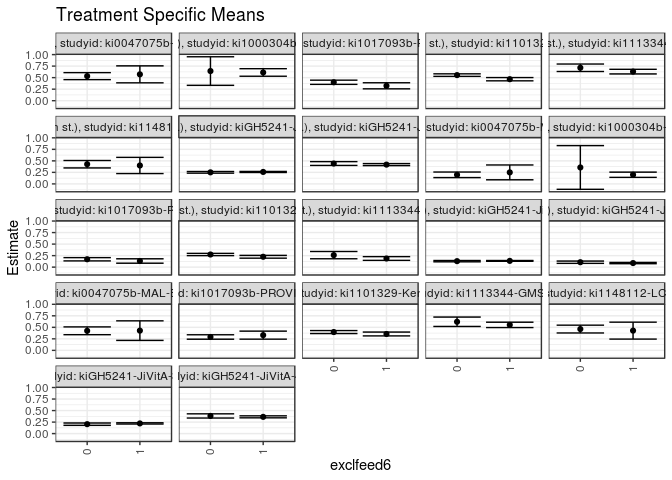 Treatment Specific Means
, studyid: ki0047075b-
), studyid: ki1000304b
studyid: ki1017093b-
st.), studyid: ki110132
st.), studyid: ki111334
st.), studyid: ki11481
.), studyid: kiGH5241-
.), studyid: kiGH5241-
studyid: ki0047075b-
studyid: ki1000304b-
studyid: ki1017093b-
st.), studyid: ki110132
t.), studyid: ki1113344
, studyid: kiGH5241-Ji
, studyid: kiGH5241-J
id: ki0047075b-MAL-
d: ki1017093b-PROVI
tudyid: ki1101329-Ke
dyid: ki1113344-GMS
studyid: ki1148112-LC
yid: kiGH5241-JiVitA-
lyid: kiGH5241-JiVitA-
1.00
0.75
0.50
0.25
0.00
1.00
0.75
0.50
0.25
0.00
1.00
0.75
0.50
0.25
0.00
1.00
0.75
0.50
0.25
0.00
1.00
0.75
0.50
0.25
0.00
Estimate
0 1 0 1 0 1
0 1 0 1
exclfeed6